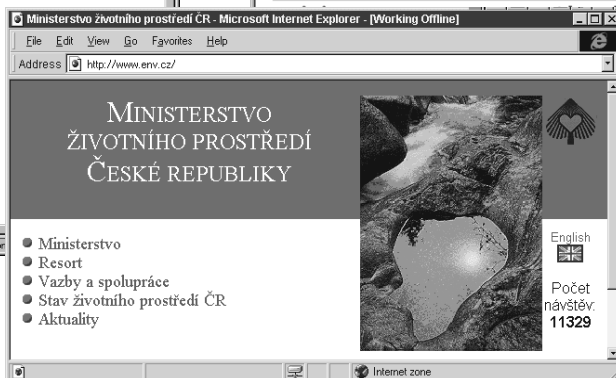 Ministerstvo životního prostředí ČR - Microsoft Internet Explorer - [Working Offline]
File Edit View Go Favorites Help
Address http://www.env.cz/
MINISTERSTVO
ŽIVOTNÍHO PROSTŘEDÍ
ČESKÉ REPUBLIKY
Ministerstvo
Resort
Vazby a spolupráce
Stav životního prostředí ČR
Aktuality
English
Počet
návštěv:
11329
Internet zone